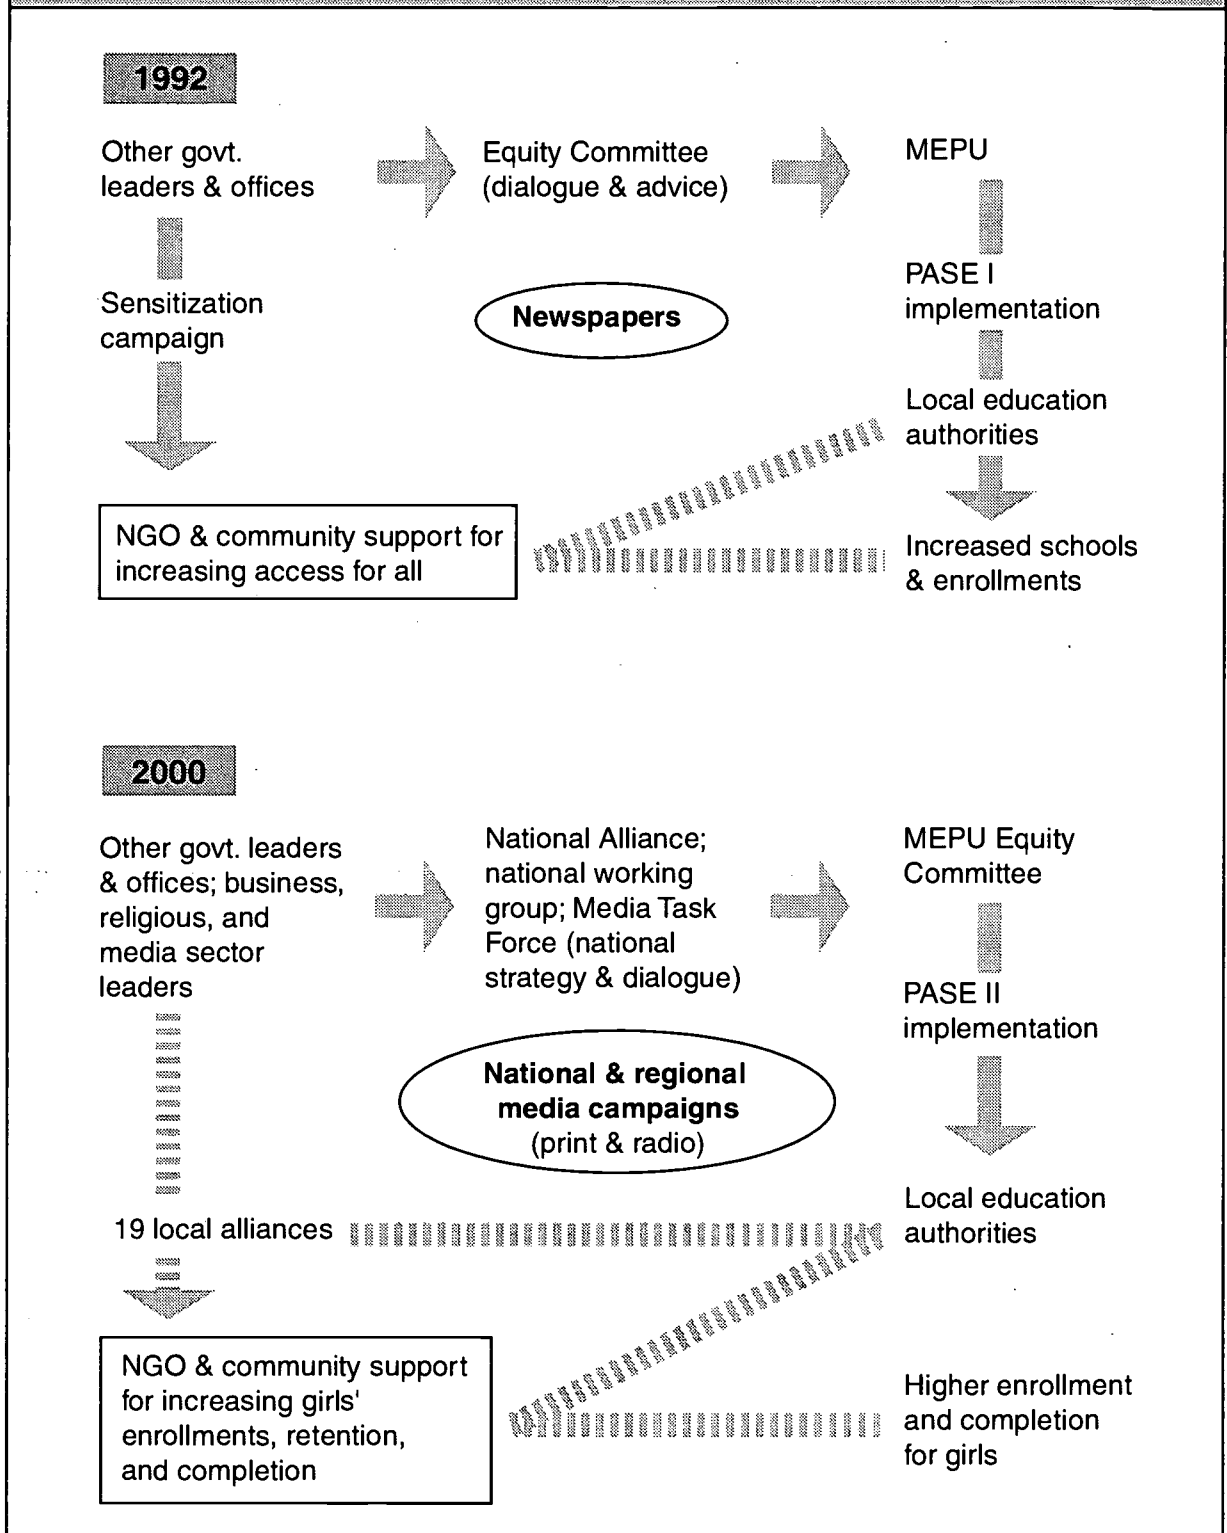 1992
Other govt.
leaders & offices
Equity Committee
(dialogue & advice)
MEPU
Sensitization
campaign
Newspapers
PASE I
implementation
Local education
authorities
NGO & community support for
increasing access for all
Increased schools
& enrollments
2000
Other govt. leaders
& offices; business,
religious, and
media sector
leaders
National Alliance;
national working
group; Media Task
Force (national
strategy & dialogue)
MEPU Equity
Committee
PASE II
implementation
National & regional
media campaigns
(print & radio)
19 local alliances
Local education
authorities
NGO & community support
for increasing girls'
enrollments, retention,
and completion
Higher enrollment
and completion
for girls